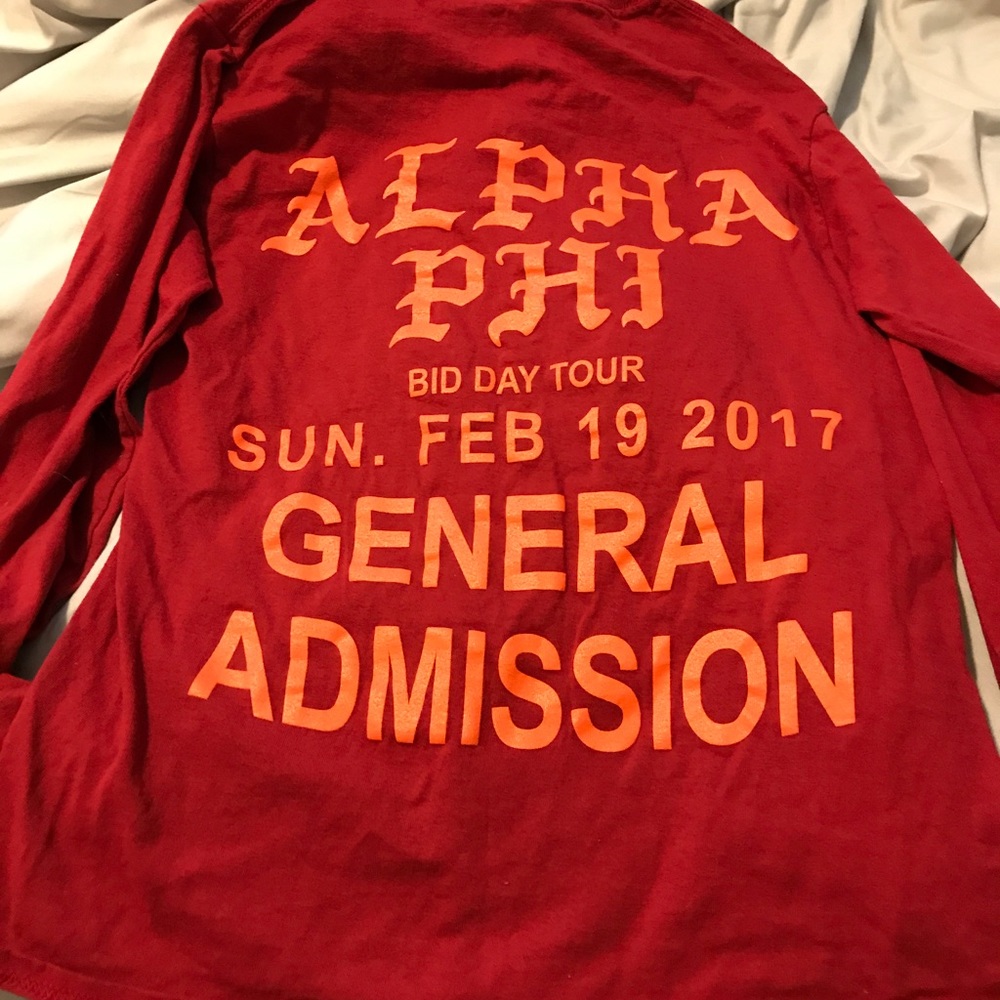 ALPHA
PHI
BID DAY TOUR
SUN. FEB 19 2017
GENERAL
ADMISSION